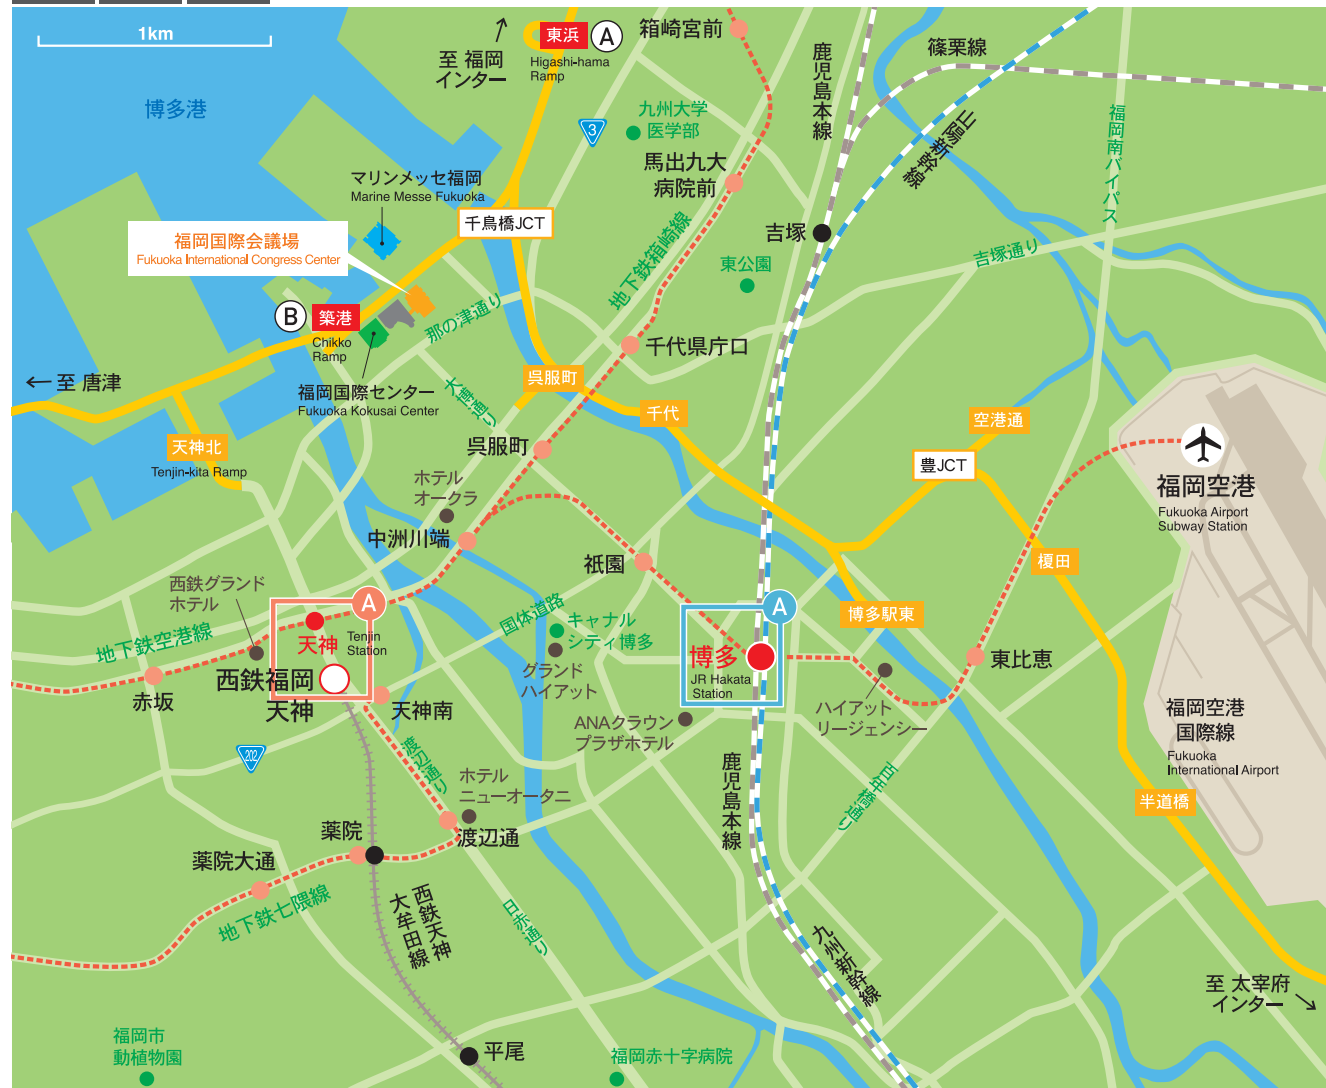 1km
博多港
至 福岡
インター
東浜
A
Higashi-hama
Ramp
箱崎宮前
鹿児島本線
篠栗線
山陽新幹線
福岡南バイパス
3
九州大学
医学部
馬出九大
病院前
マリンメッセ福岡
Marine Messe Fukuoka
千鳥橋JCT
福岡国際会議場
Fukuoka International Congress Center
地下鉄箱崎線
吉塚
吉塚通り
東公園
B
築港
Chikko
Ramp
那の津通り
千代県庁口
至 唐津
福岡国際センター
Fukuoka Kokusai Center
大博通り
呉服町
千代
空港通
天神北
Tenjin-kita Ramp
呉服町
豊JCT
福岡空港
Fukuoka Airport
Subway Station
ホテル
オークラ
中洲川端
祇園
榎田
西鉄グランド
ホテル
A
国体道路
キャナル
シティ博多
A
博多駅東
地下鉄空港線
天神
Tenjin
Station
西鉄福岡
天神
グランド
ハイアット
博多
JR Hakata
Station
東比恵
赤坂
天神南
ANAクラウン
プラザホテル
ハイアット
リージェンシー
福岡空港
国際線
Fukuoka
International Airport
202
渡辺通り
ホテル
ニューオータニ
鹿児島本線
百年橋通り
半道橋
薬院
渡辺通
薬院大通
地下鉄七隈線
西鉄天神
大牟田線
日赤通り
九州新幹線
至 太宰府
インター
福岡市
動植物園
平尾
福岡赤十字病院